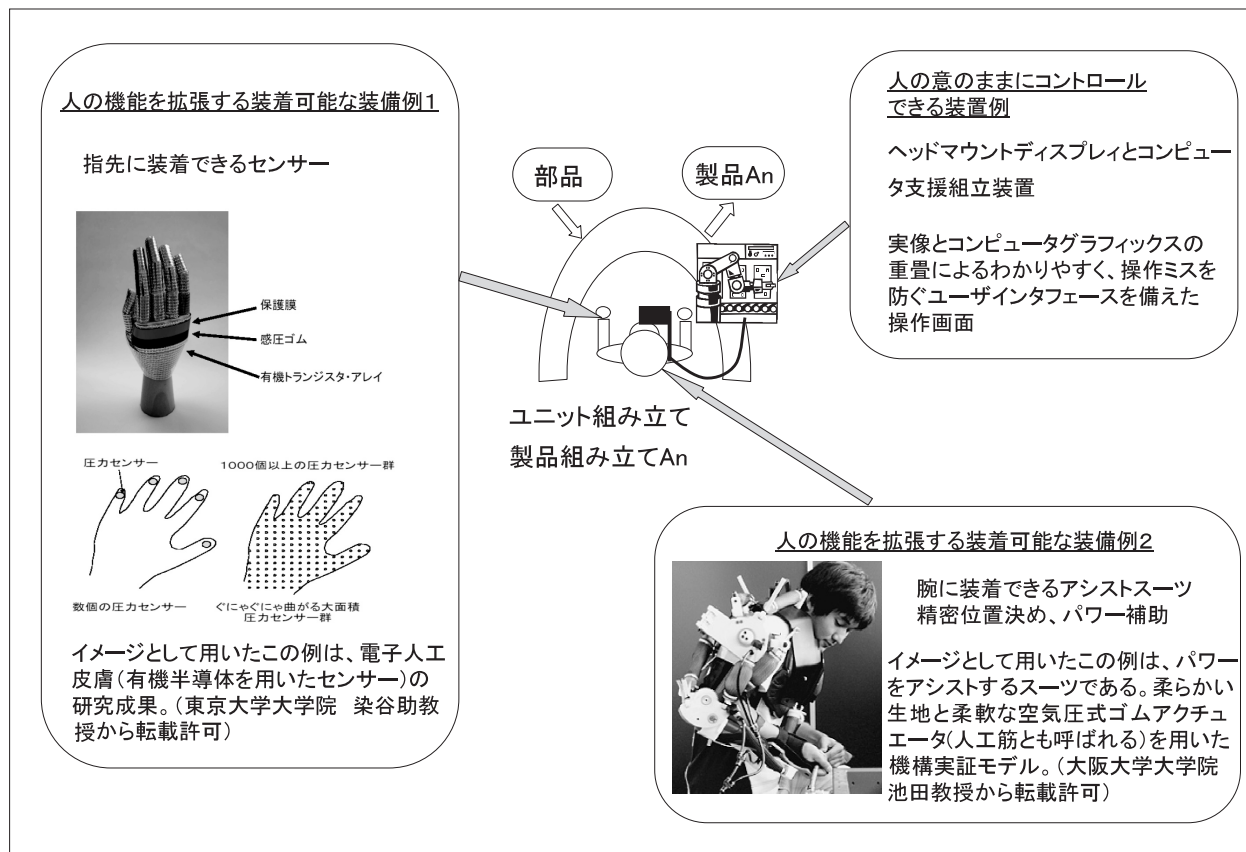 人の機能を拡張する装着可能な装備例1
指先に装着できるセンサー
保護膜
感圧ゴム
有機トランジスタ・アレイ
圧力センサー
1000個以上の圧力センサー群
数個の圧力センサー
ぐにゃぐにゃ曲がる大面積
圧力センサー群
イメージとして用いたこの例は、電子人工
皮膚(有機半導体を用いたセンサー)の
研究成果。(東京大学大学院 染谷助教
授から転載許可)
部品
製品An
ユニット組み立て
製品組み立てAn
人の意のままにコントロール
できる装置例
ヘッドマウントディスプレィとコンピュー
タ支援組立装置
実像とコンピュータグラフィックスの
重畳によるわかりやすく、操作ミスを
防ぐユーザインタフェースを備えた
操作画面
人の機能を拡張する装着可能な装備例2
腕に装着できるアシストスーツ
精密位置決め、パワー補助
イメージとして用いたこの例は、パワー
をアシストするスーツである。柔らかい
生地と柔軟な空気圧式ゴムアクチュ
エータ(人工筋とも呼ばれる)を用いた
機構実証モデル。(大阪大学大学院
池田教授から転載許可)